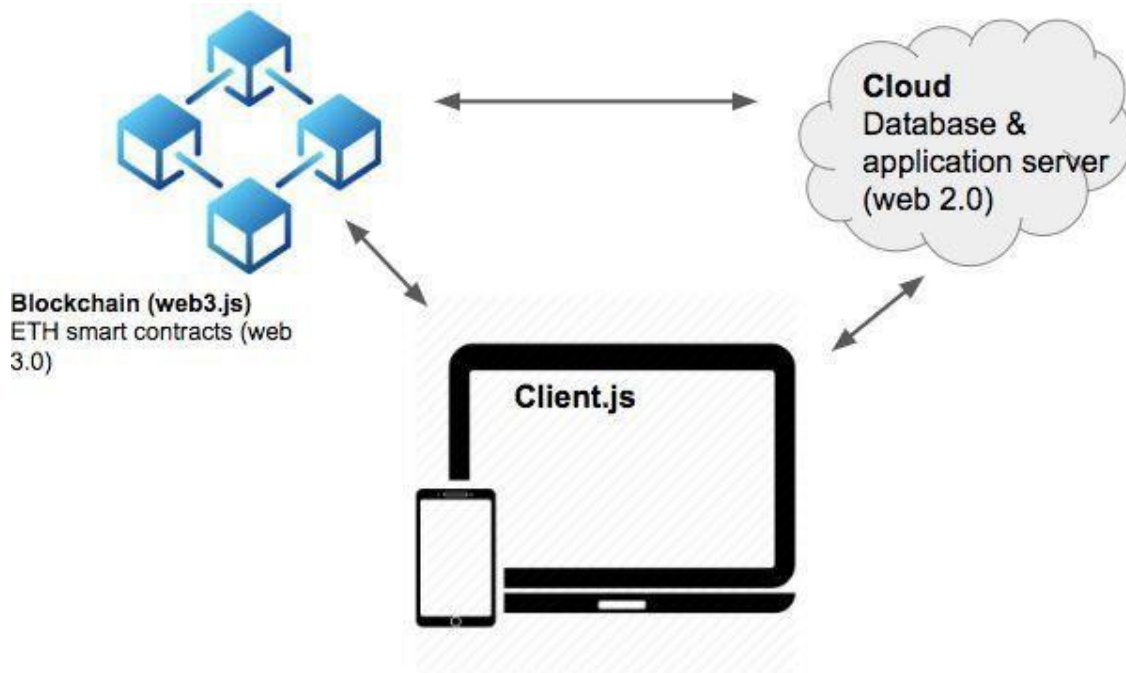 Cloud
Database &
application server
(web 2.0)
Blockchain (web3.js)
ETH smart contracts (web
3.0)
Client.js